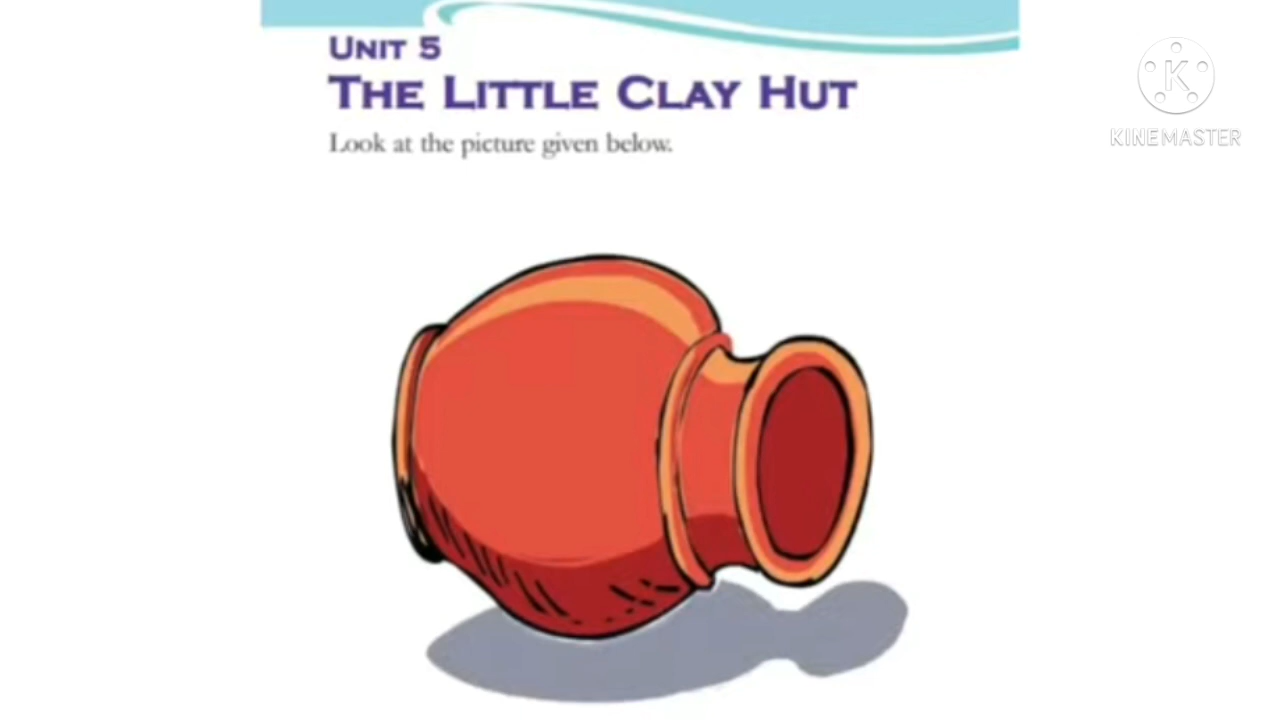 UNIT 5
THE LITTLE CLAY HUT
Look at the picture given below.
K
KINEMASTER